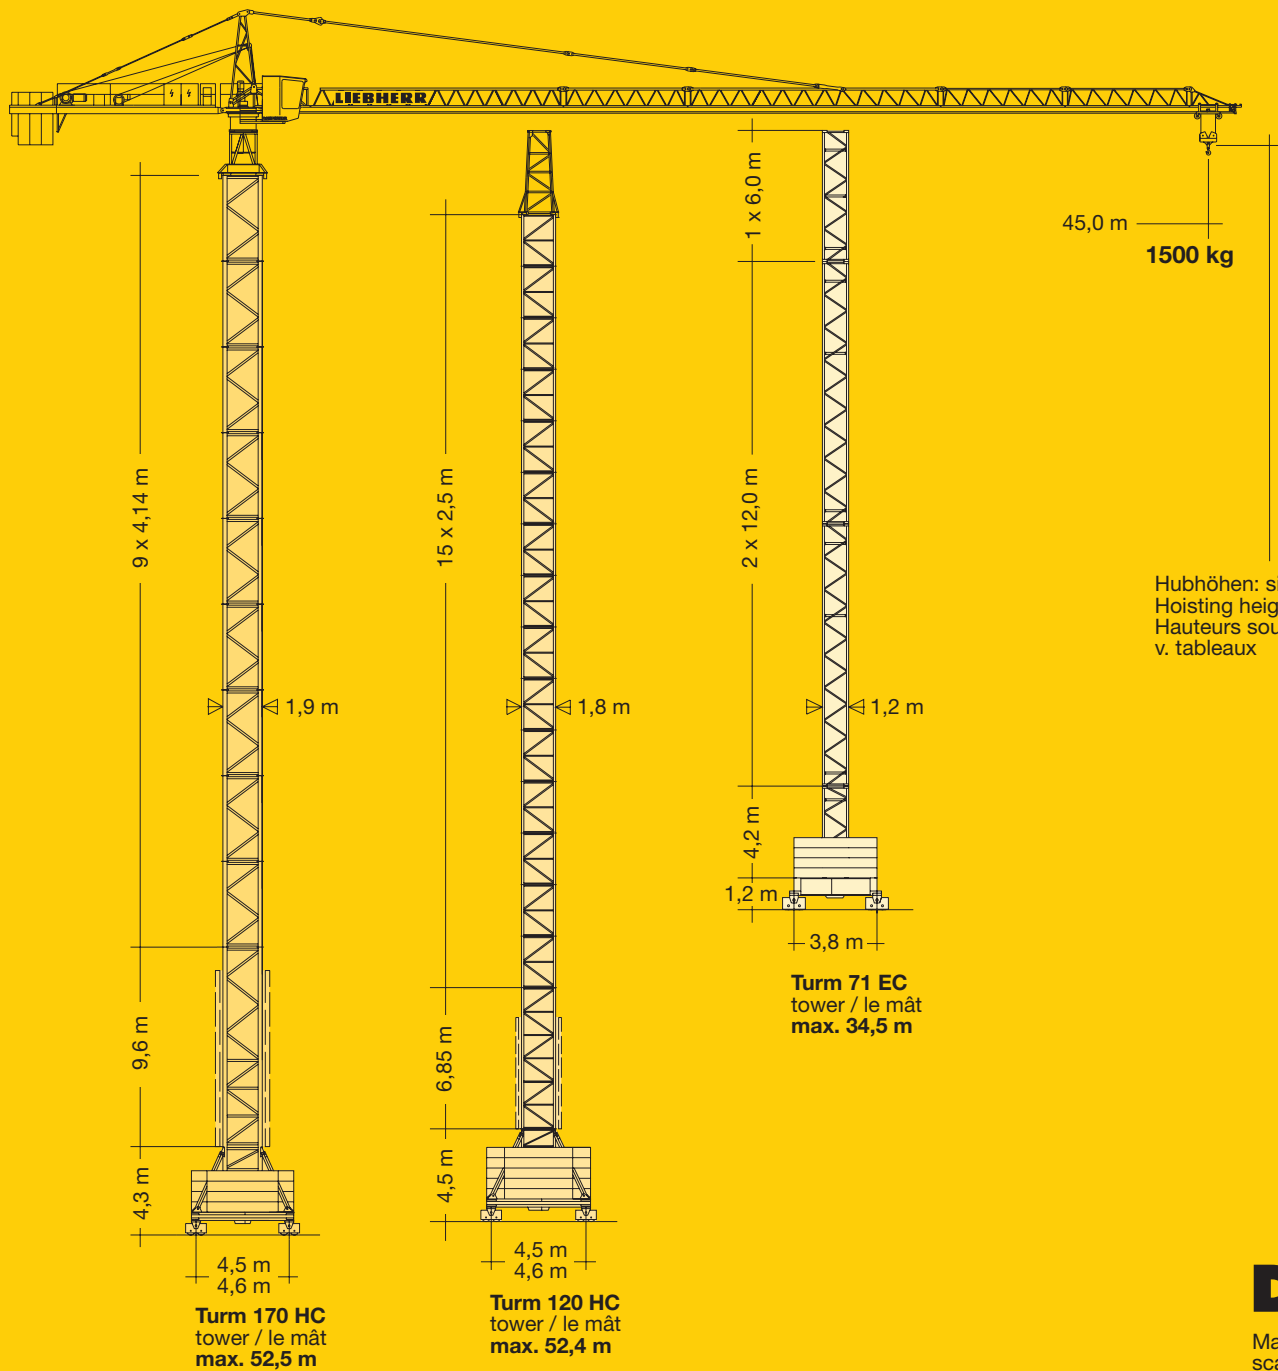 LIEBHERR
45,0 m
1500 kg
1 x 6,0 m
9 x 4,14 m
15 x 2,5 m
2 x 12,0 m
Hubhöhen:
Hoisting
Hauteurs
v. tableaux
1,9 m
1,8 m
1,2 m
4,2 m
1,2 m
3,8 m
Turm 71 EC
tower / le mât
max. 34,5 m
9,6 m
6,85 m
4,3 m
4,5 m
4,5 m
4,6 m
Turm 170 HC
tower / le mât
max. 52,5 m
4,5 m
4,6 m
Turm 120 HC
tower / le mât
max. 52,4 m